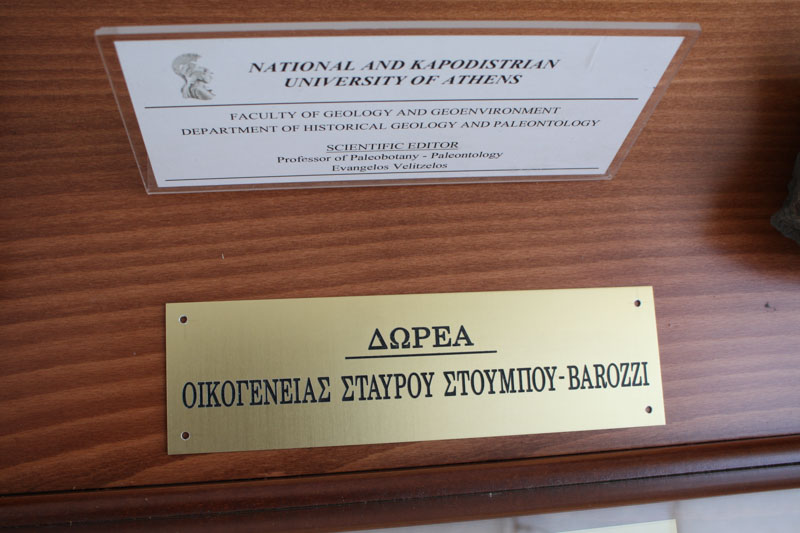 NATIONAL AND KAPODISTRIAN
UNIVERSITY OF ATHENS
FACULTY OF GEOLOGY AND GEOENVIRONMENT
DEPARTMENT OF HISTORICAL GEOLOGY AND PALEONTOLOGY
SCIENTIFIC EDITOR
Professor of Paleobotany - Paleontology
Evangelos Velitzelos
ΔΩΡΕΑ
ΟΙΚΟΓΕΝΕΙΑΣ ΣΤΑΥΡΟΥ ΣΤΟΥΜΠΟΥ-BAROZZI